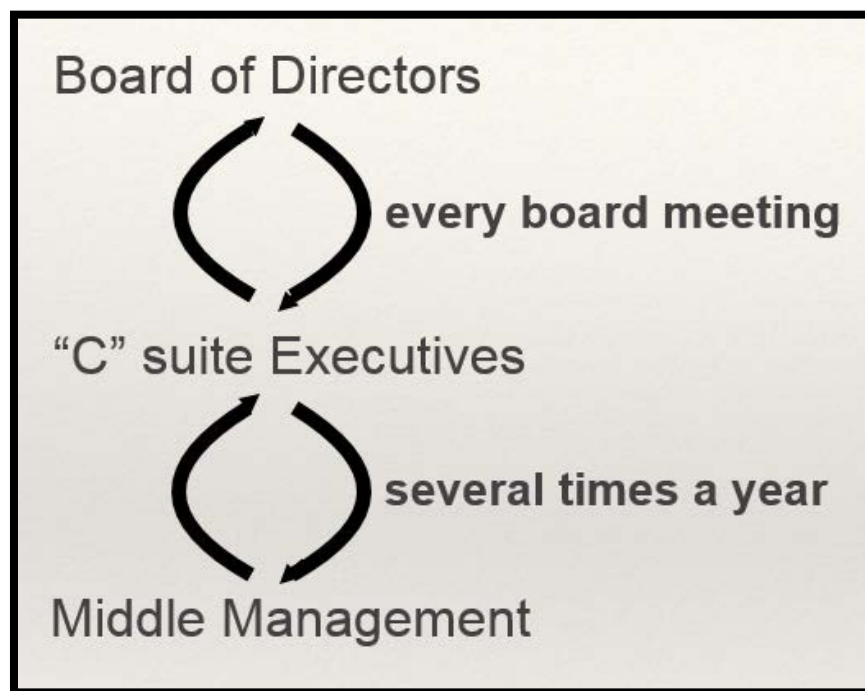 Board of Directors
every board meeting
“C” suite Executives
several times a year
Middle Management